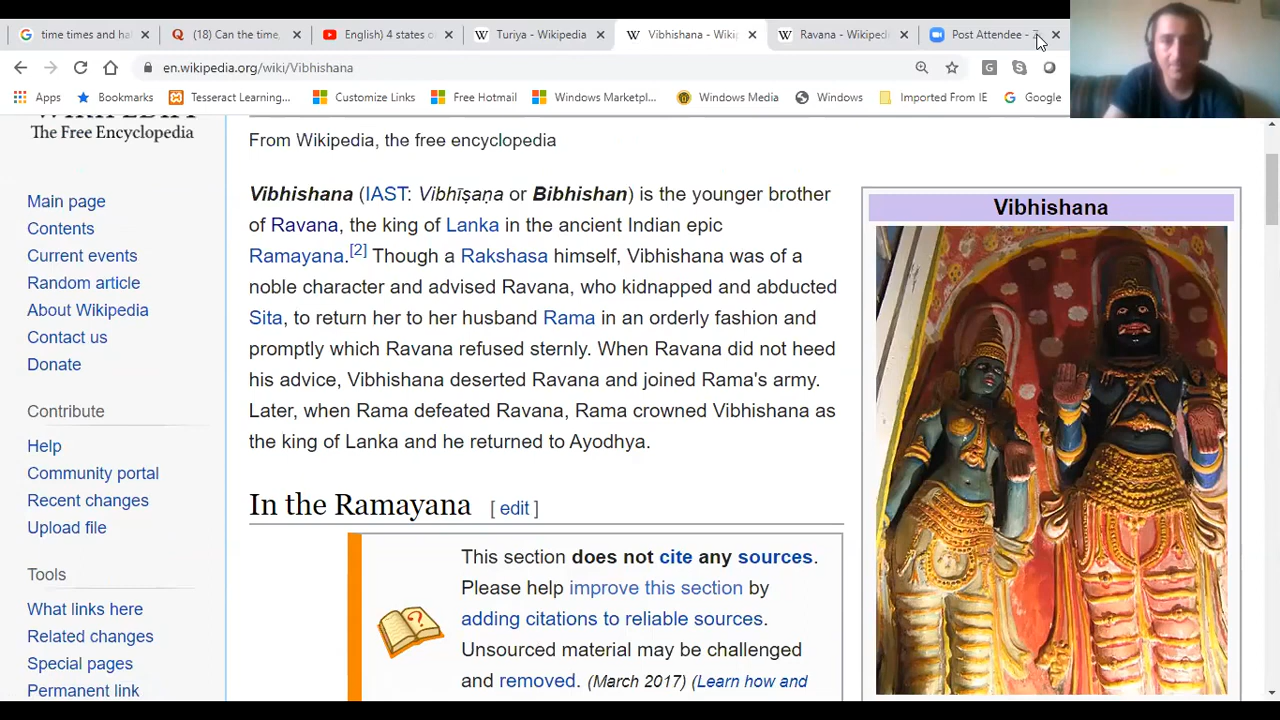 time times and ha
(18) Can the time,
English) 4 states o
Turiya - Wikipedia
Vibhishana - Wiki
Ravana - Wikiped
Post Attendee -
en.wikipedia.org/wiki/Vibhishana
Apps
Bookmarks
Tesseract Learning...
Customize Links
Free Hotmail
Windows Marketpl...
Windows Media
Windows
Imported From IE
Google
WIKIPEDIA
The Free Encyclopedia
Main page
Contents
Current events
Random article
About Wikipedia
Contact us
Donate
Contribute
Help
Community portal
Recent changes
Upload file
Tools
What links here
Related changes
Special pages
Permanent link
From Wikipedia, the free encyclopedia
Vibhishana (IAST: Vibhīṣaṇa or Bibhishan) is the younger brother
of Ravana, the king of Lanka in the ancient Indian epic
Ramayana.[2] Though a Rakshasa himself, Vibhishana was of a
noble character and advised Ravana, who kidnapped and abducted
Sita, to return her to her husband Rama in an orderly fashion and
promptly which Ravana refused sternly. When Ravana did not heed
his advice, Vibhishana deserted Ravana and joined Rama's army.
Later, when Rama defeated Ravana, Rama crowned Vibhishana as
the king of Lanka and he returned to Ayodhya.
In the Ramayana [ edit ]
This section does not cite any sources.
Please help improve this section by
adding citations to reliable sources.
Unsourced material may be challenged
and removed. (March 2017) (Learn how and
Vibhishana